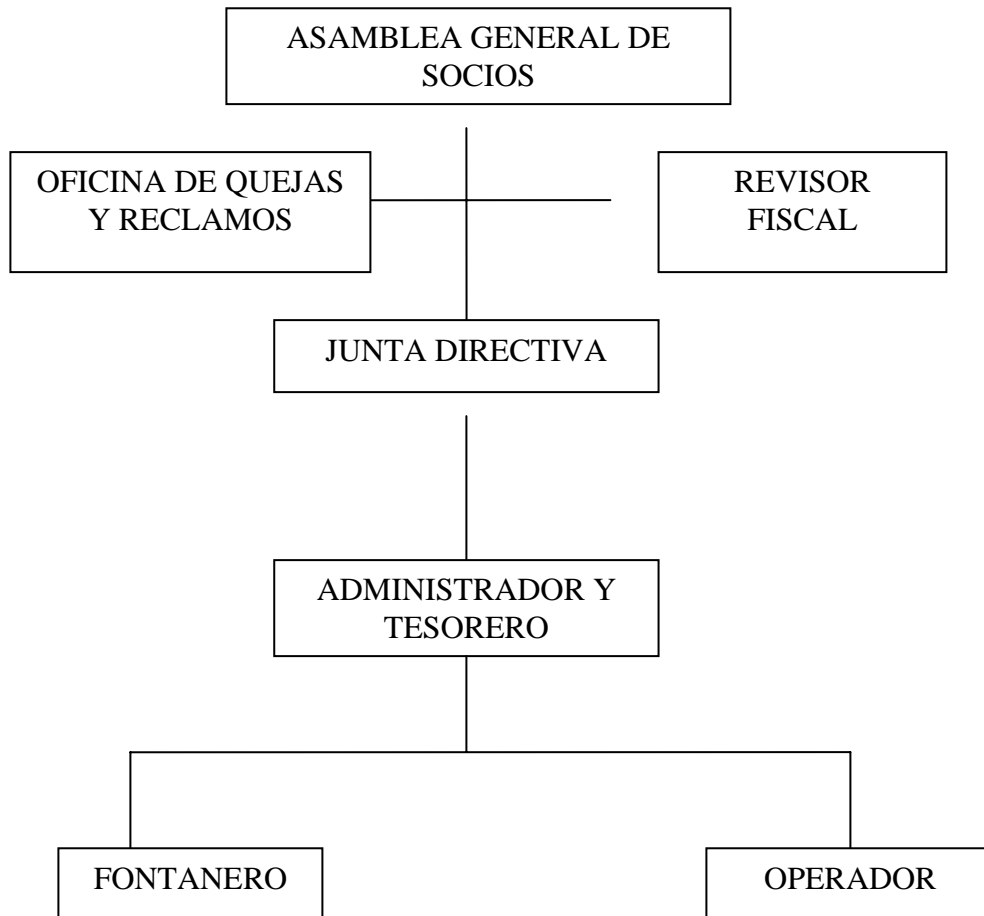 ASAMBLEA GENERAL DE
SOCIOS
OFICINA DE QUEJAS
Y RECLAMOS
REVISOR
FISCAL
JUNTA DIRECTIVA
ADMINISTRADOR Y
TESORERO
FONTANERO
OPERADOR